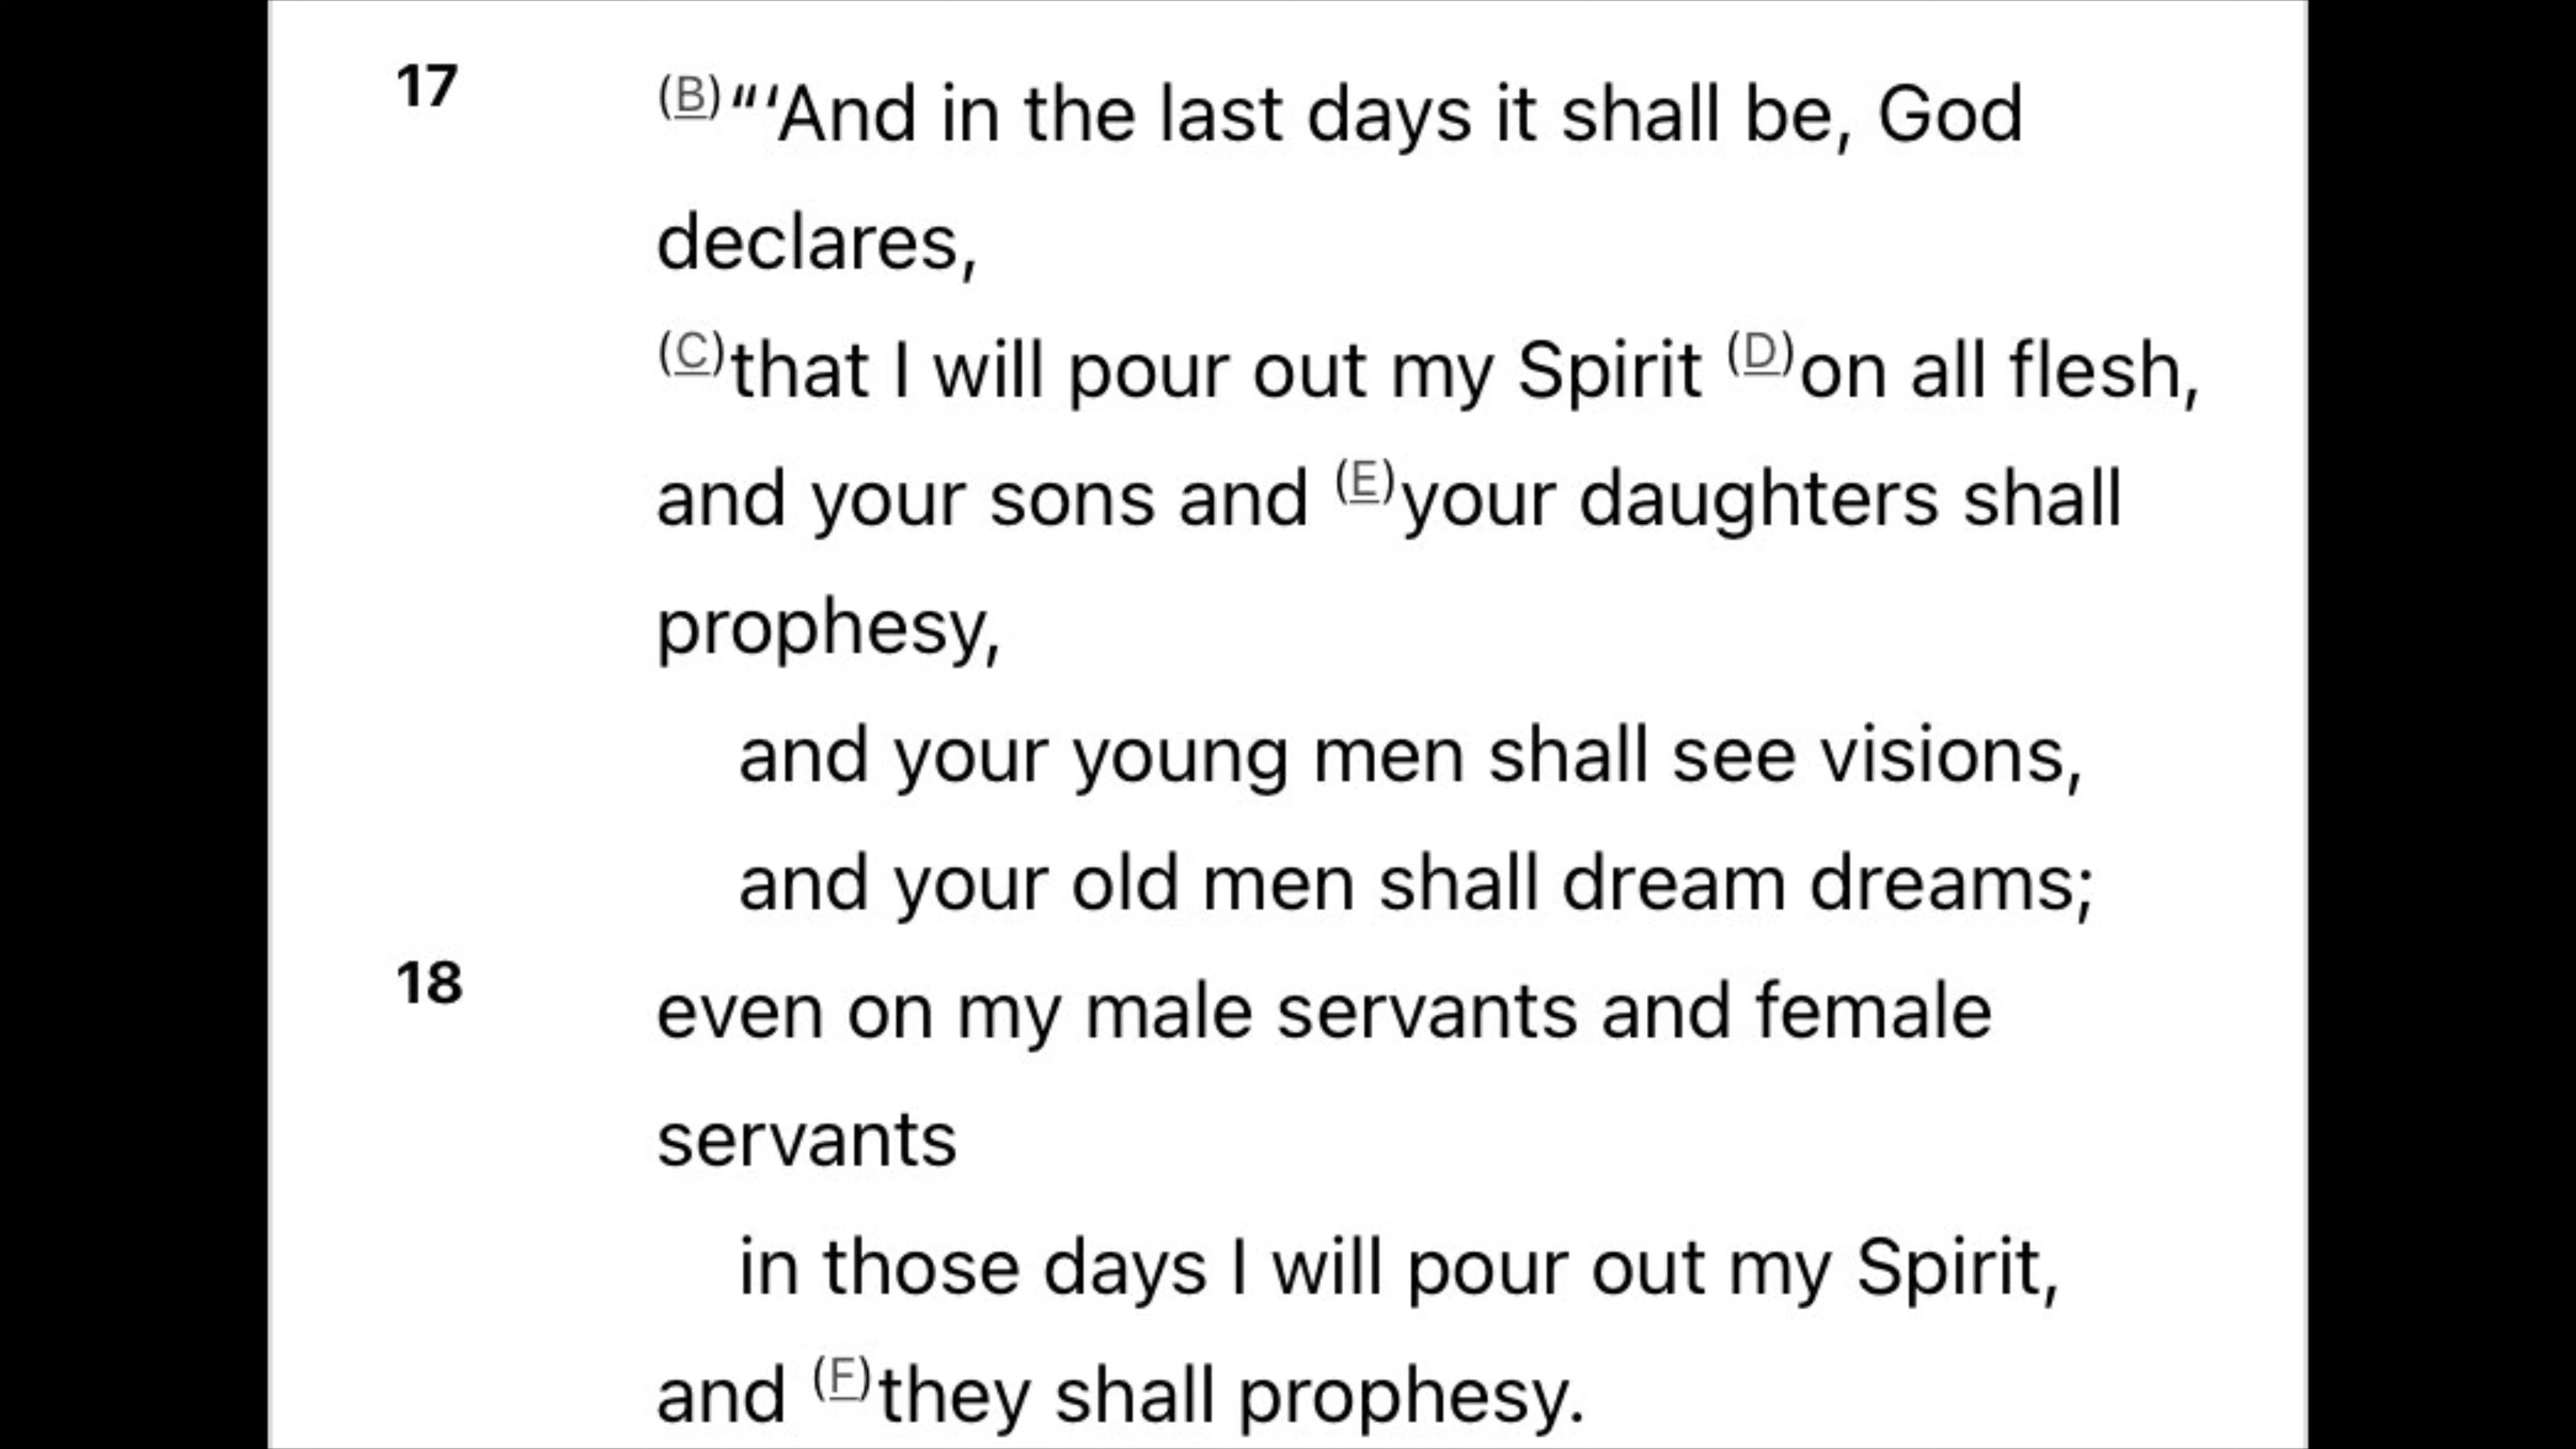 17 (B)“‘And in the last days it shall be, God
declares,
(C)that I will pour out my Spirit (D)on all flesh,
and your sons and (E)your daughters shall
prophesy,
and your young men shall see visions,
and your old men shall dream dreams;
18 even on my male servants and female
servants
in those days I will pour out my Spirit,
and (F)they shall prophesy.